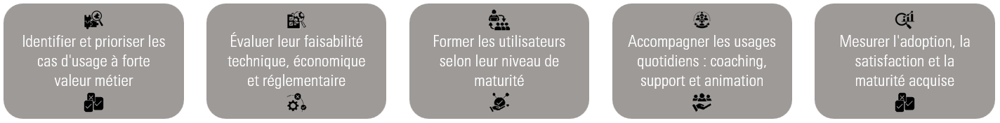 Identifier et prioriser les
cas d'usage à forte
valeur métier
Évaluer leur faisabilité
technique, économique
et réglementaire
Former les utilisateurs
selon leur niveau de
maturité
Accompagner les usages
quotidiens : coaching,
support et animation
Mesurer l'adoption, la
satisfaction et la
maturité acquise